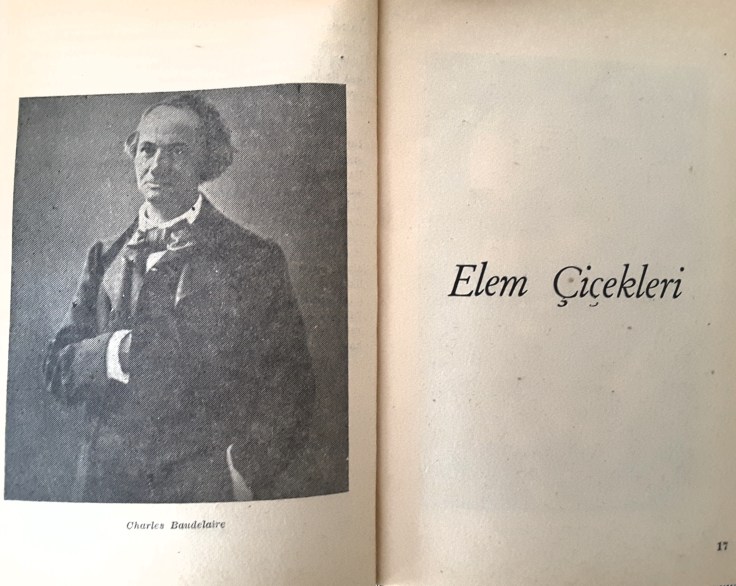 Charles Baudelaire
Elem Çiçekleri
17